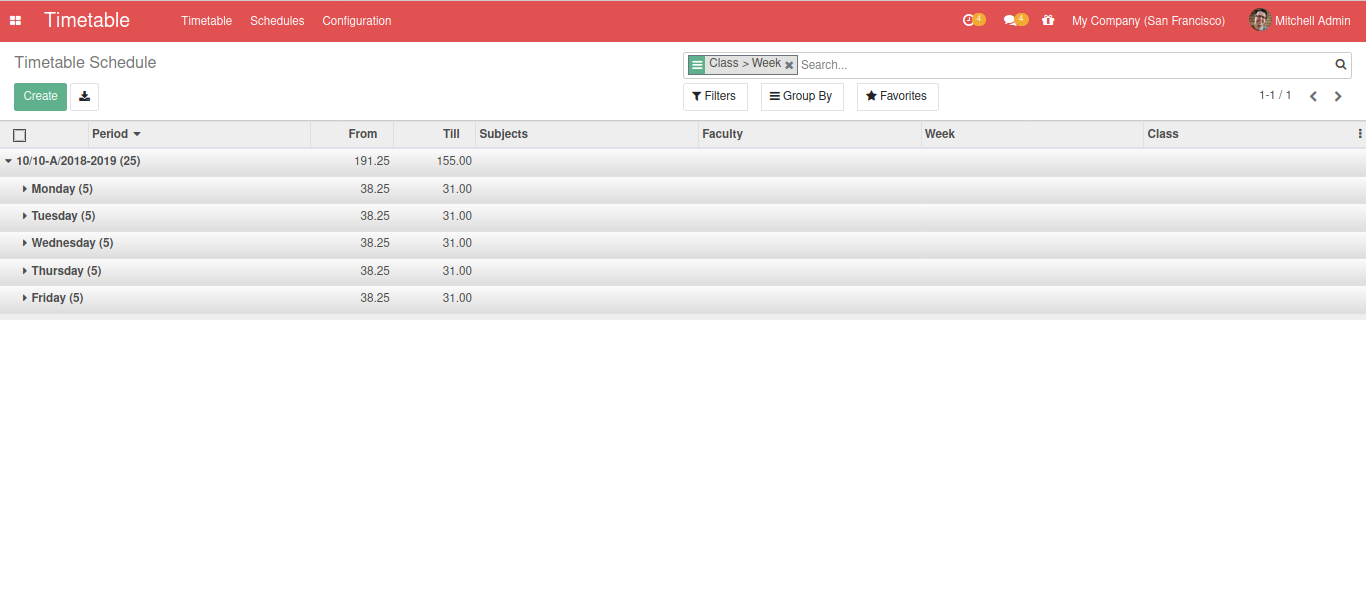 Timetable Timetable Schedules Configuration 4 4 My Company (San Francisco) Mitchell Admin
Timetable Schedule Class > Week Search...
Create Filters Group By Favorites 1-1 / 1
Period From Till Subjects Faculty Week Class
10/10-A/2018-2019 (25) 191.25 155.00
Monday (5) 38.25 31.00
Tuesday (5) 38.25 31.00
Wednesday (5) 38.25 31.00
Thursday (5) 38.25 31.00
Friday (5) 38.25 31.00